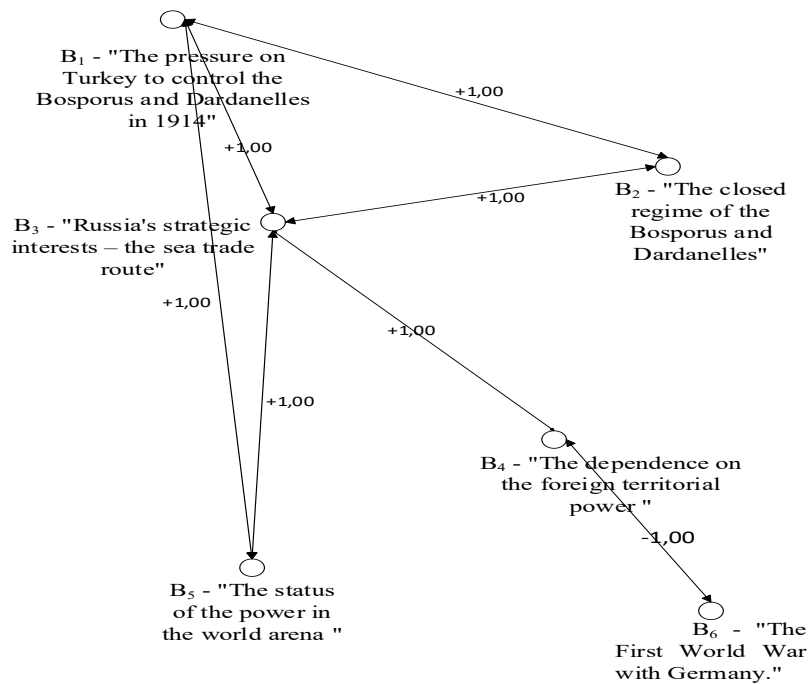 B₁ - "The pressure on
Turkey to control the
Bosporus and Dardanelles
in 1914"
+1,00
+1,00
+1,00
B₂ - "The closed
regime of the
Bosporus and
Dardanelles"
B₃ - "Russia's strategic
interests – the sea trade
route"
+1,00
+1,00
+1,00
B₄ - "The dependence on
the foreign territorial
power "
-1,00
B₅ - "The status
of the power in
the world arena "
B₆ - "The
First World War
with Germany."